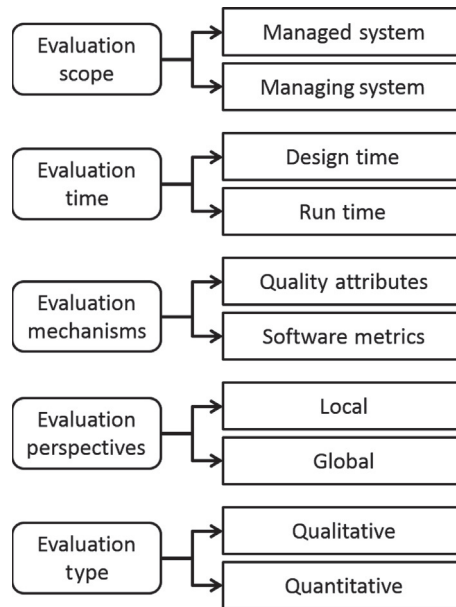 Evaluation
scope
Managed system
Managing system
Evaluation
time
Design time
Run time
Evaluation
mechanisms
Quality attributes
Software metrics
Evaluation
perspectives
Local
Global
Evaluation
type
Qualitative
Quantitative